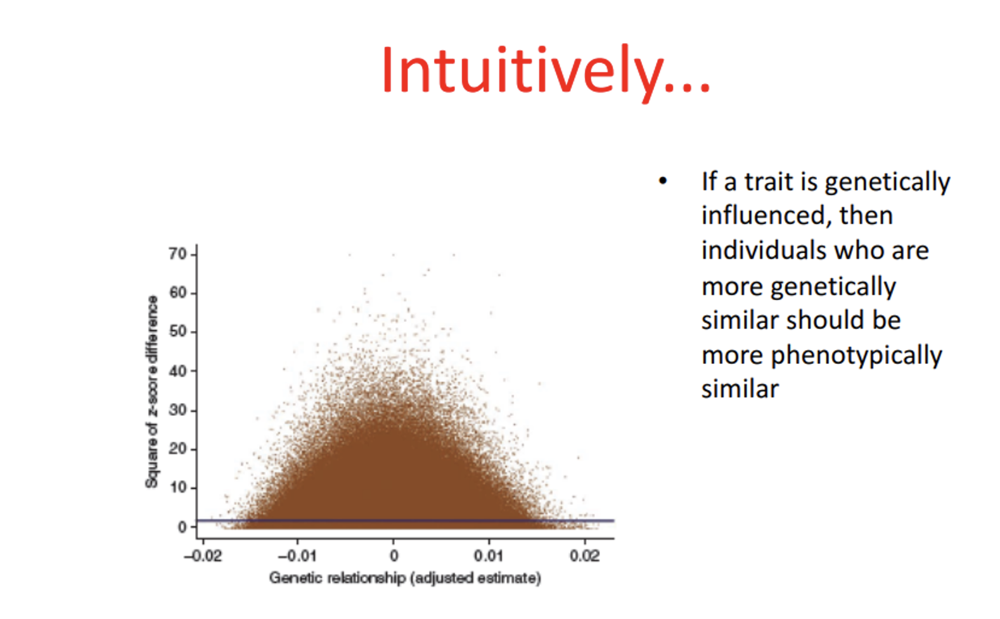 Intuitively...
• If a trait is genetically
influenced, then
individuals who are
more genetically
similar should be
more phenotypically
similar
Square of z-score difference
70
60
50
40
30
20
10
0
–0.02 –0.01 0 0.01 0.02
Genetic relationship (adjusted estimate)